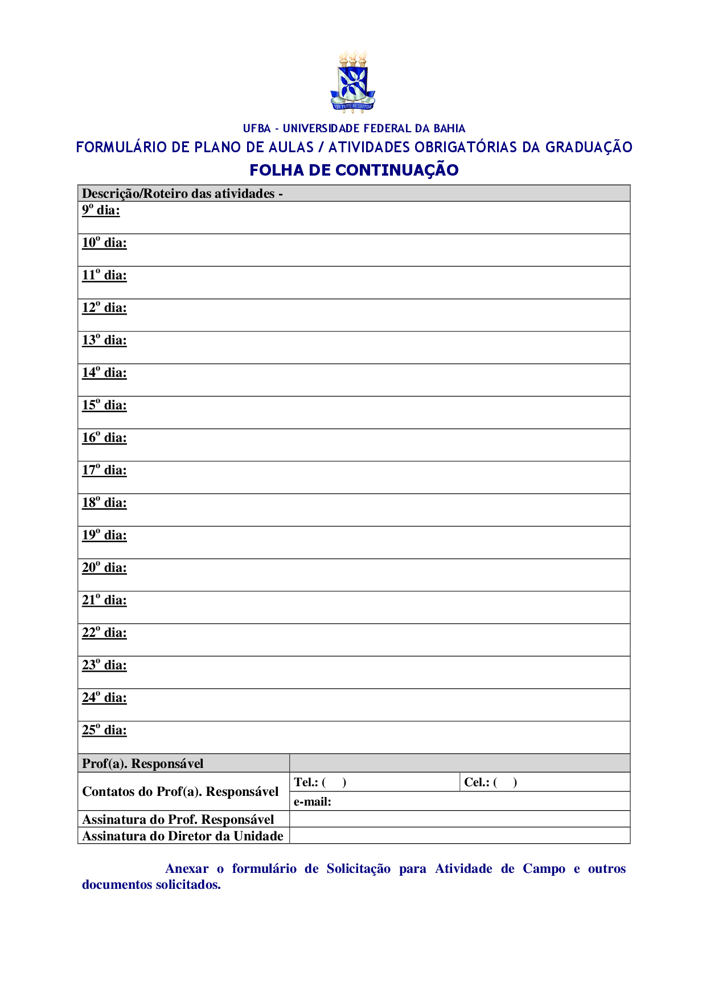 VIRTUTE SPIRITUS
UFBA - UNIVERSIDADE FEDERAL DA BAHIA
FORMULÁRIO DE PLANO DE AULAS / ATIVIDADES OBRIGATÓRIAS DA GRADUAÇÃO
FOLHA DE CONTINUAÇÃO
Descrição/Roteiro das atividades -
9º dia:
10º dia:
11º dia:
12º dia:
13º dia:
14º dia:
15º dia:
16º dia:
17º dia:
18º dia:
19º dia:
20º dia:
21º dia:
22º dia:
23º dia:
24º dia:
25º dia:
Prof(a). Responsável
Contatos do Prof(a). Responsável
Tel.: ( ) Cel.: ( )
e-mail:
Assinatura do Prof. Responsável
Assinatura do Diretor da Unidade
Anexar o formulário de Solicitação para Atividade de Campo e outros
documentos solicitados.